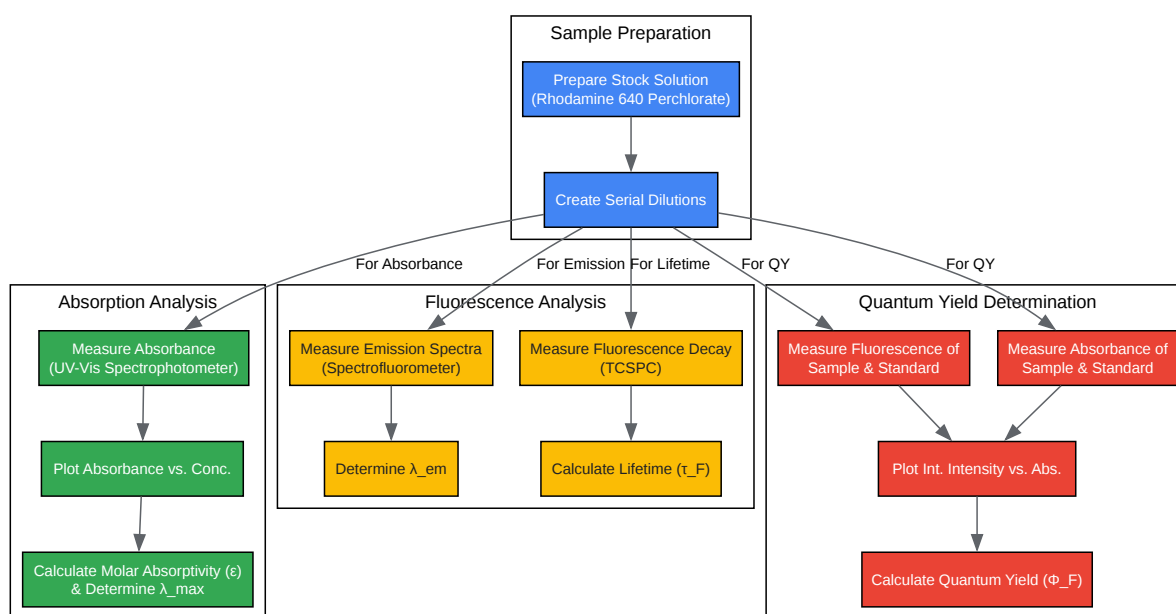 Sample Preparation
Prepare Stock Solution
(Rhodamine 640 Perchlorate)
Create Serial Dilutions
For Absorbance
For Emission
For Lifetime
For QY
For QY
Absorption Analysis
Measure Absorbance
(UV-Vis Spectrophotometer)
Plot Absorbance vs. Conc.
Calculate Molar Absorptivity (ε)
& Determine λ_max
Fluorescence Analysis
Measure Emission Spectra
(Spectrofluorometer)
Measure Fluorescence Decay
(TCSPC)
Determine λ_em
Calculate Lifetime (τ_F)
Quantum Yield Determination
Measure Fluorescence of
Sample & Standard
Measure Absorbance of
Sample & Standard
Plot Int. Intensity vs. Abs.
Calculate Quantum Yield (Φ_F)